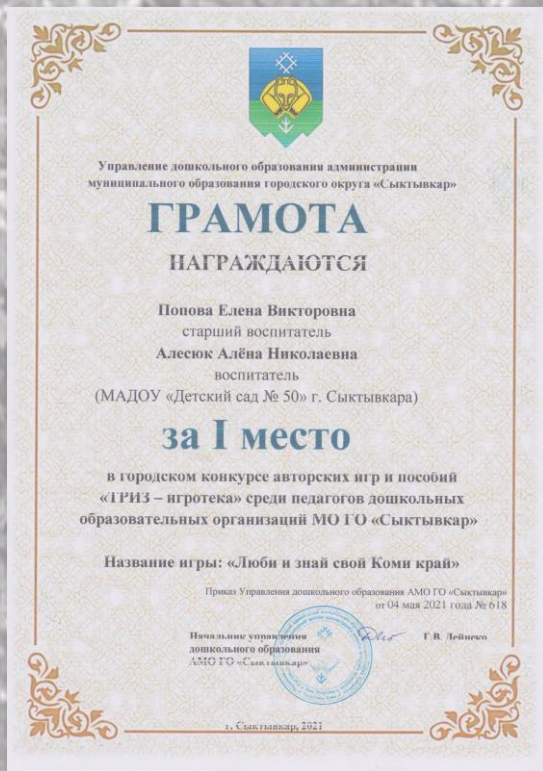 Управление дошкольного образования администрации
муниципального образования городского округа «Сыктывкар»
ГРАМОТА
НАГРАЖДАЮТСЯ
Попова Елена Викторовна
старший воспитатель
Алесюк Алёна Николаевна
воспитатель
(МАДОУ «Детский сад № 50» г. Сыктывкара)
за I место
в городском конкурсе авторских игр и пособий
«ТРИЗ – игротека» среди педагогов дошкольных
образовательных организаций МО ГО «Сыктывкар»
Название игры: «Люби и знай свой Коми край»
Приказ Управления дошкольного образования АМО ГО «Сыктывкар»
от 04 мая 2021 года № 618
Начальник управления Г.В. Лейнеко
дошкольного образования
АМО ГО «Сыктывкар»
г. Сыктывкар, 2021